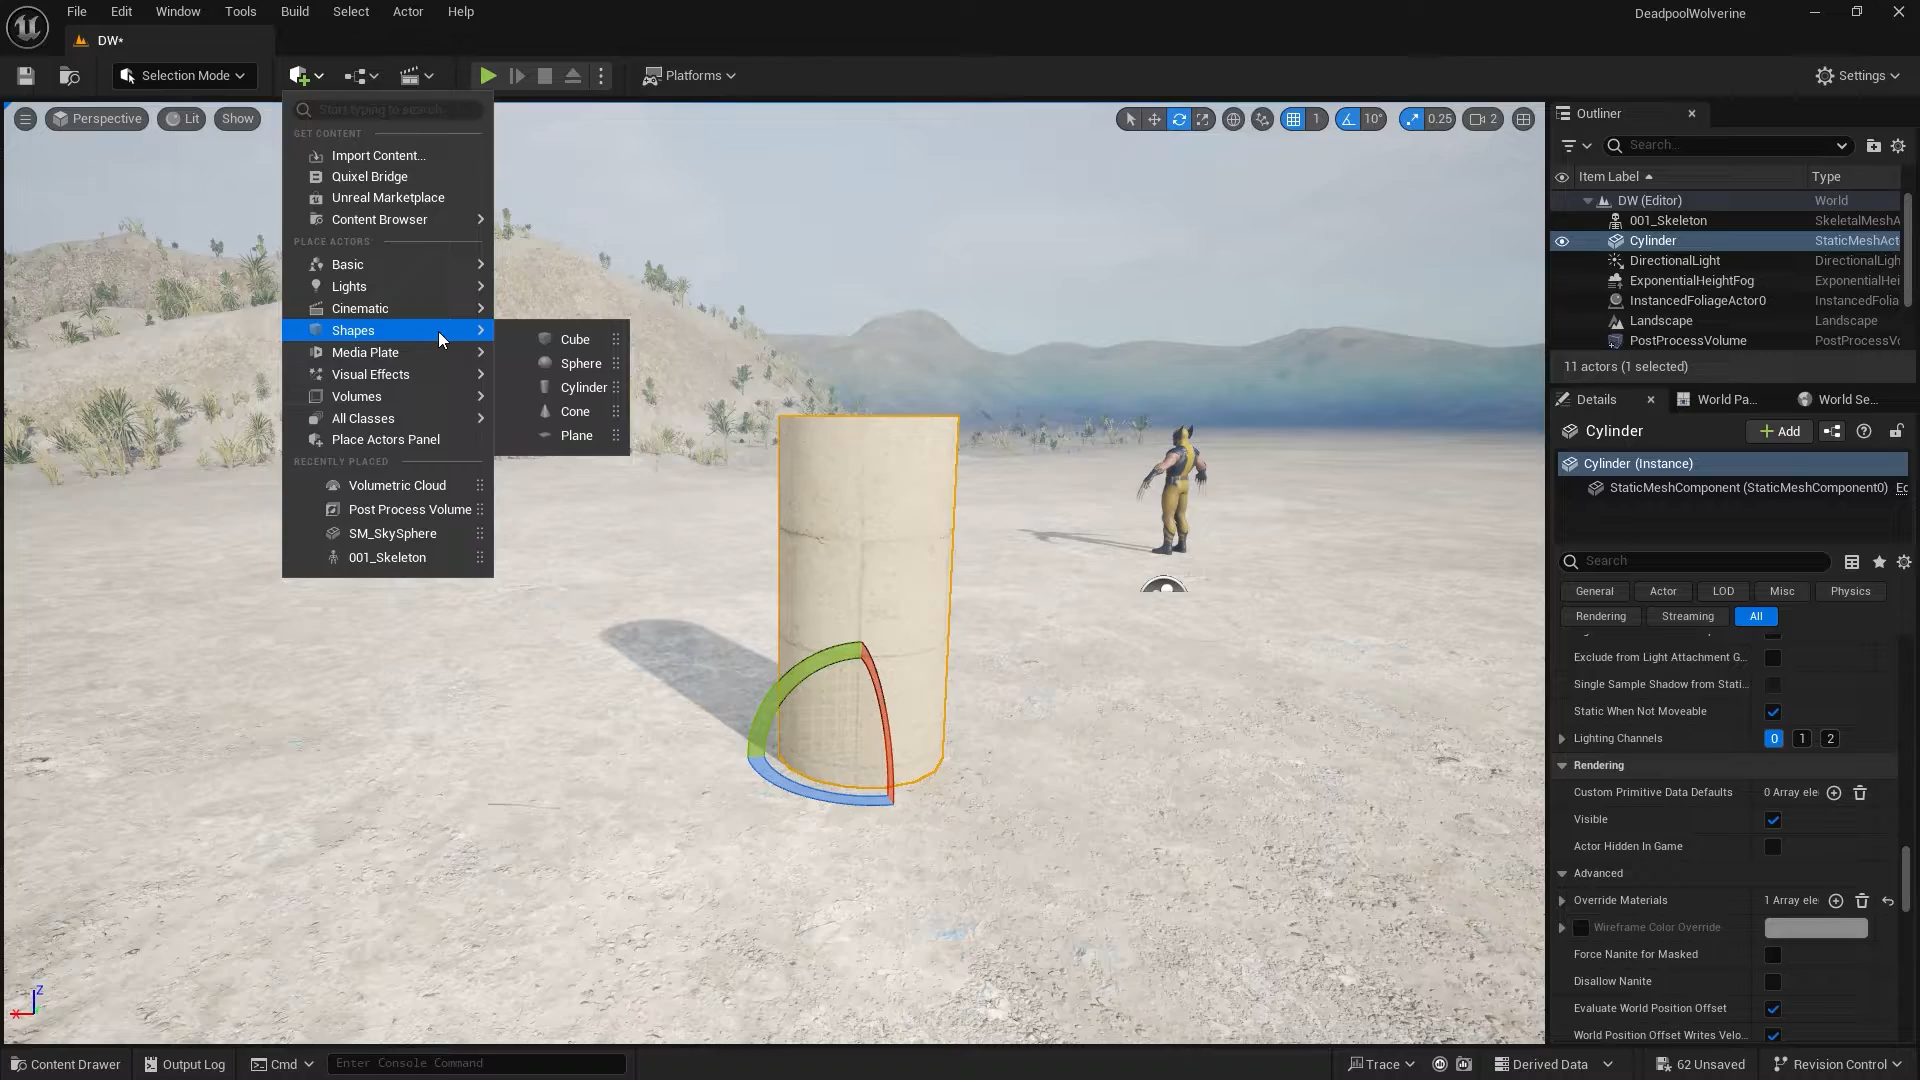 File Edit Window Tools Build Select Actor Help
DeadpoolWolverine
DW*
Selection Mode
Platforms
Settings
Start typing to search...
Perspective Lit Show
1 10° 0.25 2
GET CONTENT
Import Content...
Quixel Bridge
Unreal Marketplace
Content Browser
PLACE ACTORS
Basic
Lights
Cinematic
Shapes
Media Plate
Visual Effects
Volumes
All Classes
Place Actors Panel
RECENTLY PLACED
Volumetric Cloud
Post Process Volume
SM_SkySphere
001_Skeleton
Cube
Sphere
Cylinder
Cone
Plane
Z
X
Outliner
Search...
Item Label Type
DW (Editor) World
001_Skeleton SkeletalMeshA
Cylinder StaticMeshAct
DirectionalLight DirectionalLigh
ExponentialHeightFog ExponentialHei
InstancedFoliageActor0 InstancedFolia
Landscape Landscape
PostProcessVolume PostProcessVo
11 actors (1 selected)
Details World Pa... World Se...
Cylinder
Add
Cylinder (Instance)
StaticMeshComponent (StaticMeshComponent0) Ec
Search
General Actor LOD Misc Physics
Rendering Streaming All
Exclude from Light Attachment G...
Single Sample Shadow from Stati...
Static When Not Moveable
Lighting Channels 0 1 2
Rendering
Custom Primitive Data Defaults 0 Array ele
Visible
Actor Hidden In Game
Advanced
Override Materials 1 Array ele
Wireframe Color Override
Force Nanite for Masked
Disallow Nanite
Evaluate World Position Offset
World Position Offset Writes Velo...
Content Drawer Output Log Cmd Enter Console Command
Trace Derived Data 62 Unsaved Revision Control